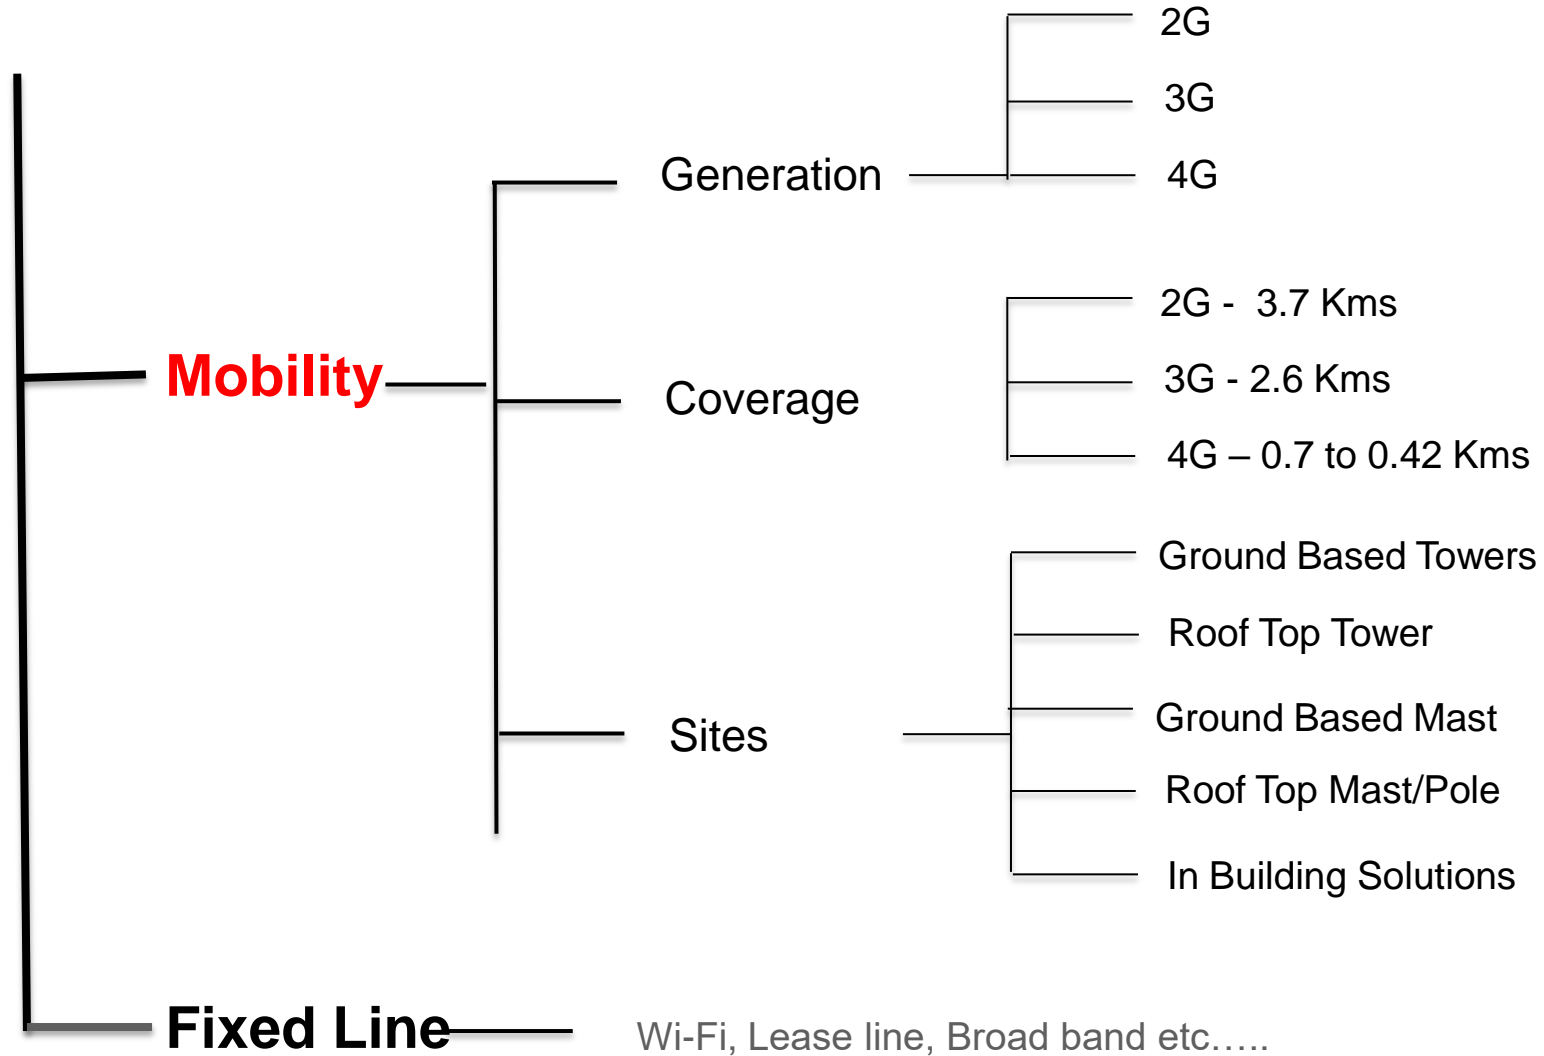 2G
3G
Generation
4G
2G -  3.7 Kms
Mobility
3G - 2.6 Kms
Coverage
4G – 0.7 to 0.42 Kms
Ground Based Towers
Roof Top Tower
Sites
Ground Based Mast
Roof Top Mast/Pole
In Building Solutions
Fixed Line
Wi-Fi, Lease line, Broad band etc…..